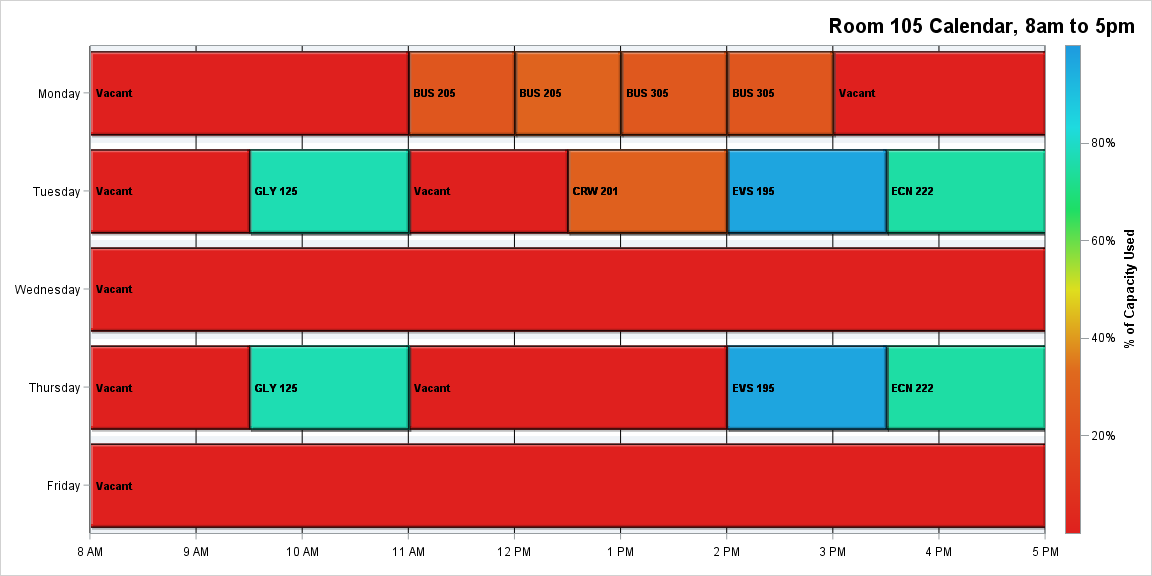 Room 105 Calendar, 8am to 5pm
Monday
Vacant
BUS 205
BUS 205
BUS 305
BUS 305
Vacant
Tuesday
Vacant
GLY 125
Vacant
CRW 201
EVS 195
ECN 222
Wednesday
Vacant
Thursday
Vacant
GLY 125
Vacant
EVS 195
ECN 222
Friday
Vacant
8 AM
9 AM
10 AM
11 AM
12 PM
1 PM
2 PM
3 PM
4 PM
5 PM
80%
60%
40%
20%
% of Capacity Used